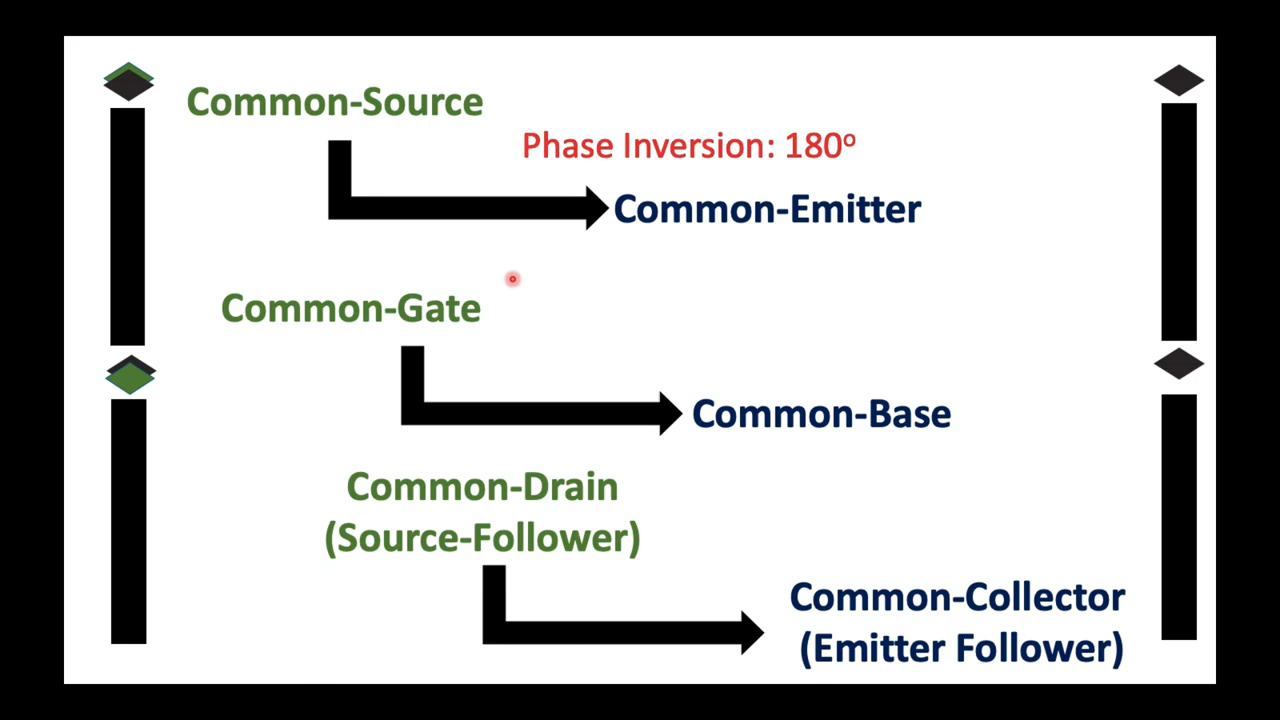 Common-Source
Phase Inversion: 180º
Common-Emitter
Common-Gate
Common-Base
Common-Drain
(Source-Follower)
Common-Collector
(Emitter Follower)